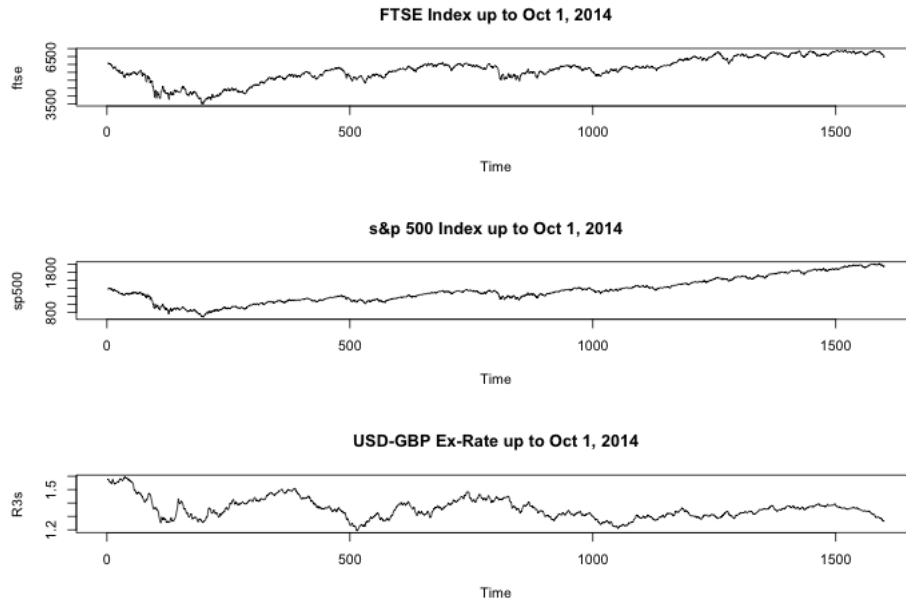 FTSE Index up to Oct 1, 2014
ftse
6500
3500
0 500 1000 1500
Time
s&p 500 Index up to Oct 1, 2014
sp500
1800
800
0 500 1000 1500
Time
USD-GBP Ex-Rate up to Oct 1, 2014
R3s
1.5
1.2
0 500 1000 1500
Time